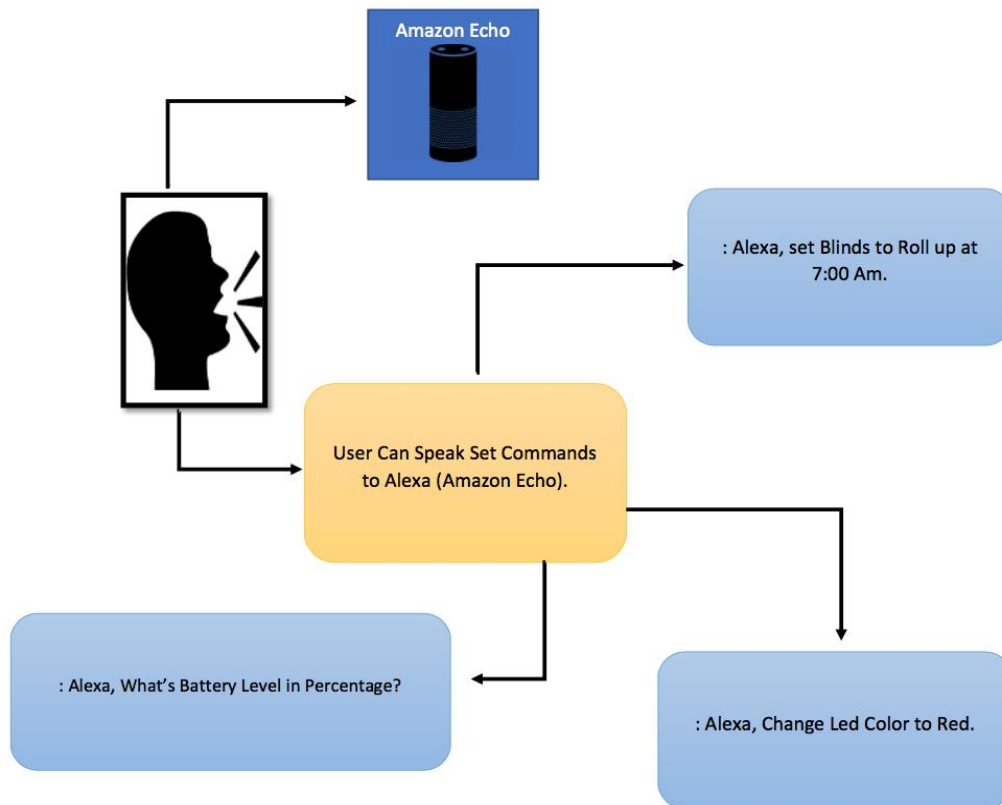 Amazon Echo
: Alexa, set Blinds to Roll up at
7:00 Am.
User Can Speak Set Commands
to Alexa (Amazon Echo).
: Alexa, What’s Battery Level in Percentage?
: Alexa, Change Led Color to Red.